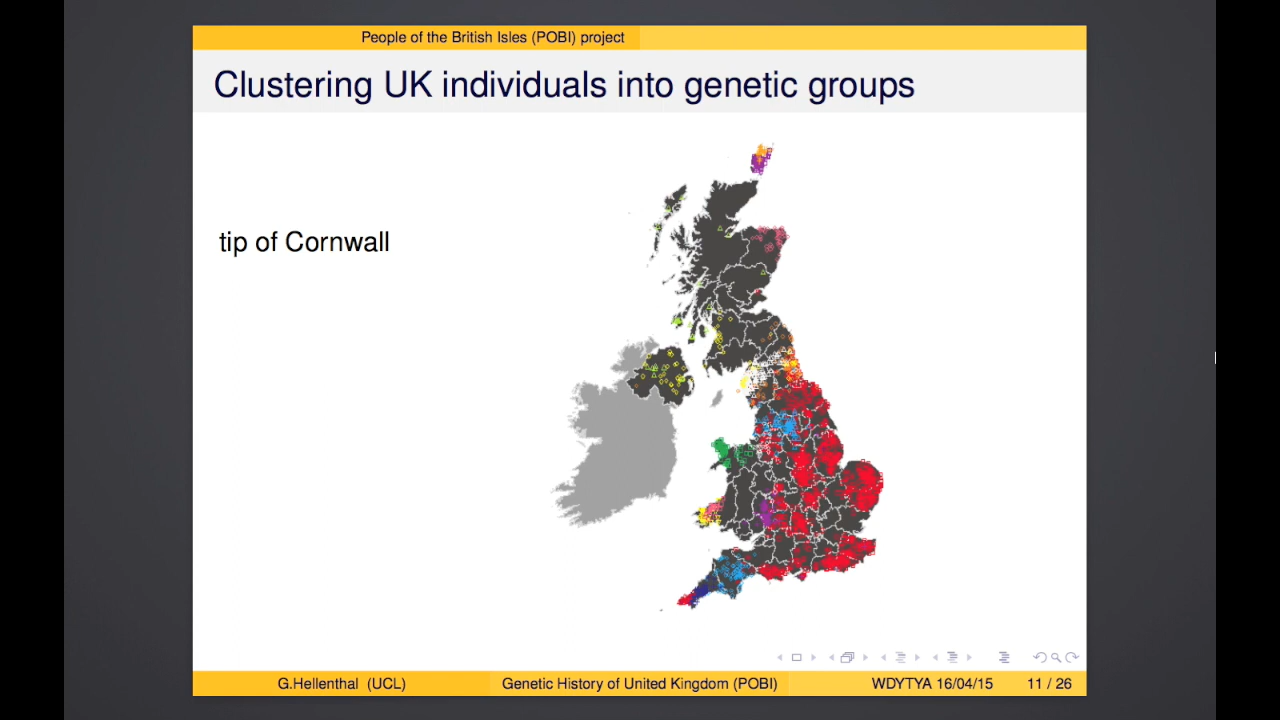 People of the British Isles (POBI) project
Clustering UK individuals into genetic groups
tip of Cornwall
G.Hellenthal (UCL)
Genetic History of United Kingdom (POBI)
WDYTYA 16/04/15
11 / 26